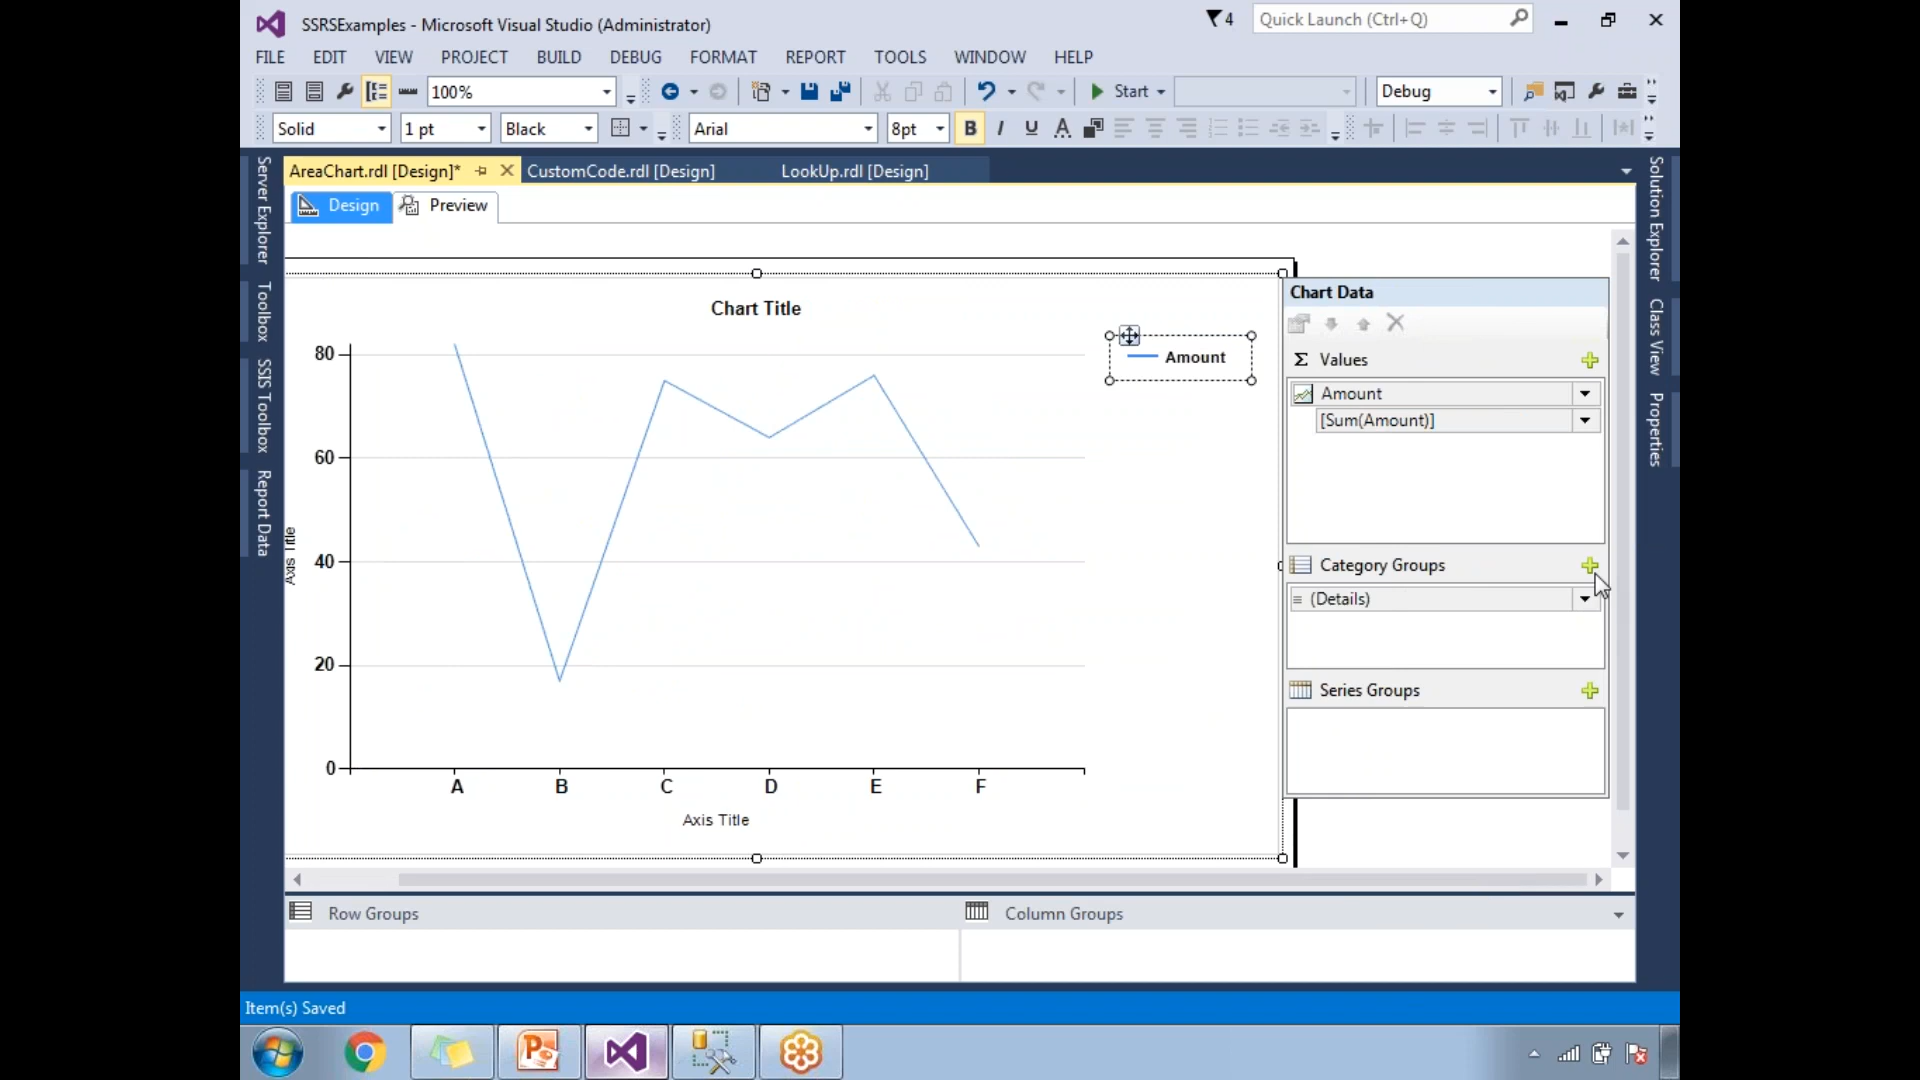 SSRSExamples - Microsoft Visual Studio (Administrator)
4
Quick Launch (Ctrl+Q)
FILE EDIT VIEW PROJECT BUILD DEBUG FORMAT REPORT TOOLS WINDOW HELP
100%
Start
Debug
Solid
1 pt
Black
Arial
8pt
B I U A
AreaChart.rdl [Design]*
CustomCode.rdl [Design]
LookUp.rdl [Design]
Design
Preview
Server Explorer
Toolbox
SSIS Toolbox
Report Data
Chart Title
Amount
80
60
40
20
0
Axis Title
A B C D E F
Axis Title
Chart Data
Σ Values
Amount
[Sum(Amount)]
Category Groups
(Details)
Series Groups
Solution Explorer
Class View
Properties
Row Groups
Column Groups
Item(s) Saved